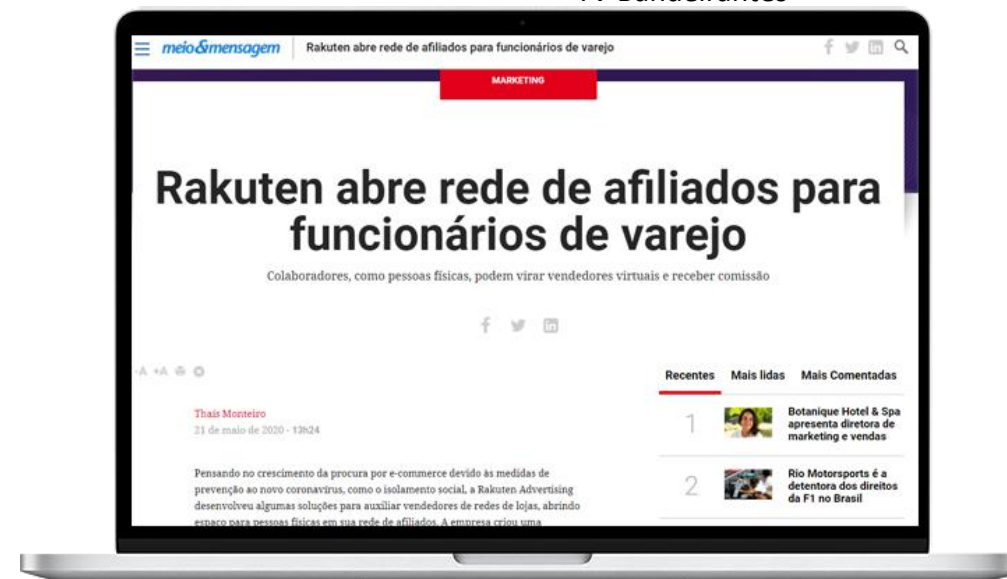 Bandeirantes
meio&mensagem
Rakuten abre rede de afiliados para funcionários de varejo
MARKETING
Rakuten abre rede de afiliados para
funcionários de varejo
Colaboradores, como pessoas físicas, podem virar vendedores virtuais e receber comissão
-A +A
Thaís Monteiro
21 de maio de 2020 - 13h24
Pensando no crescimento da procura por e-commerce devido às medidas de
prevenção ao novo coronavírus, como o isolamento social, a Rakuten Advertising
desenvolveu algumas soluções para auxiliar vendedores de redes de lojas, abrindo
espaço para pessoas físicas em sua rede de afiliados. A empresa criou uma
Recentes Mais lidas Mais Comentadas
1
Botanique Hotel & Spa
apresenta diretora de
marketing e vendas
2
Rio Motorsports é a
detentora dos direitos
da F1 no Brasil